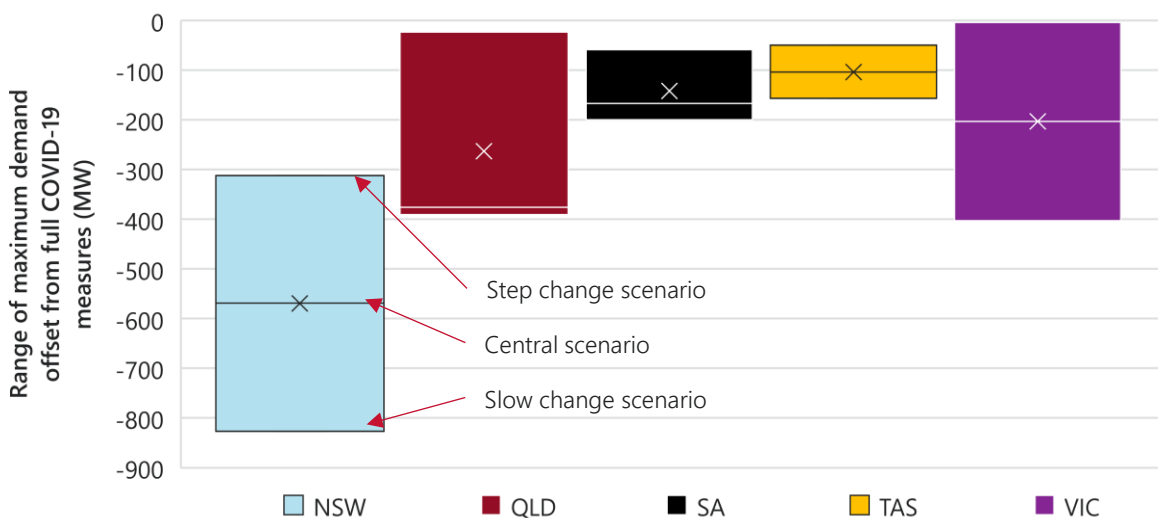 Range of maximum demand
offset from full COVID-19
measures (MW)
0
-100
-200
-300
-400
-500
-600
-700
-800
-900
Step change scenario
Central scenario
Slow change scenario
NSW QLD SA TAS VIC